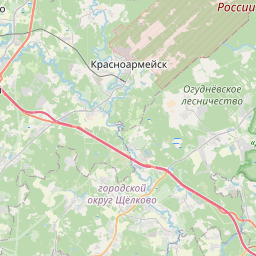 России
Красноармейск
Огудневское
лесничество
городской
округ Щёлково